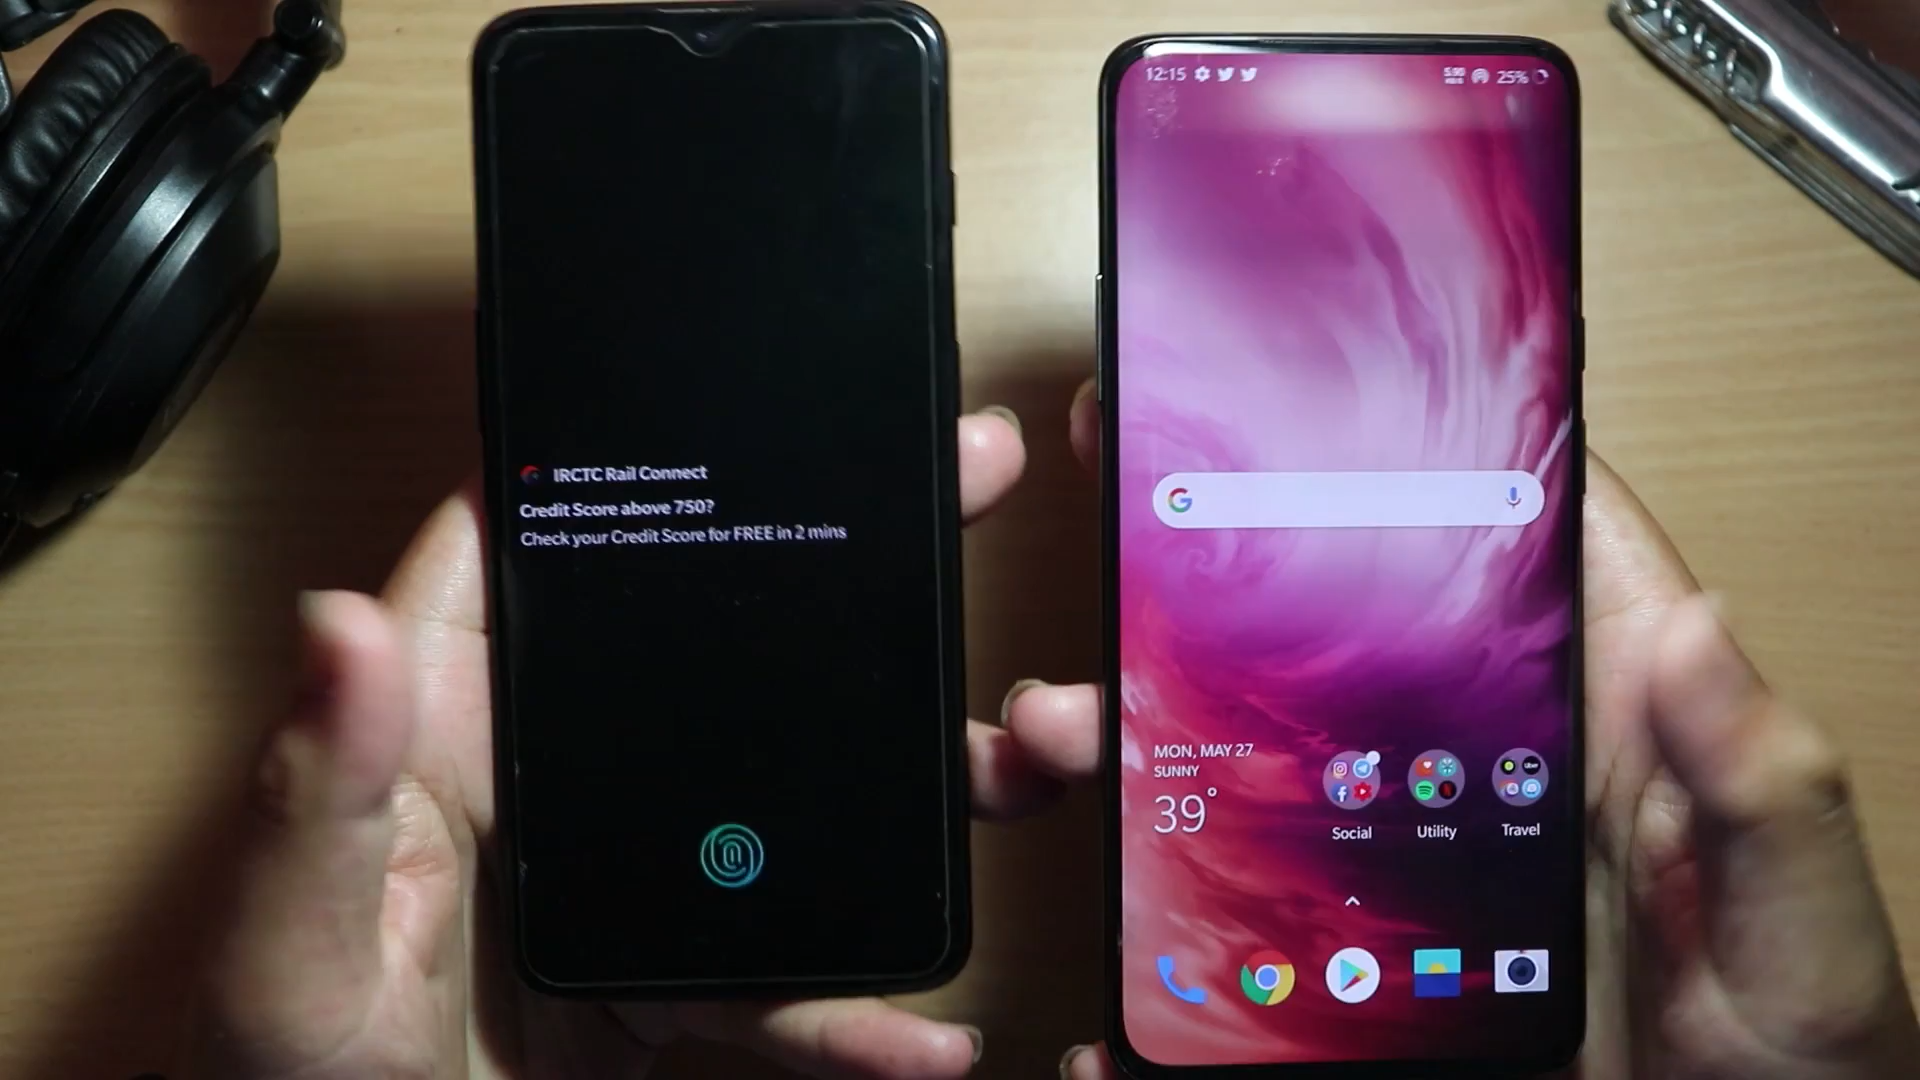 IRCTC Rail Connect
Credit Score above 750?
Check your Credit Score for FREE in 2 mins
12:15
25%
MON, MAY 27
SUNNY
39°
Social
Utility
Travel